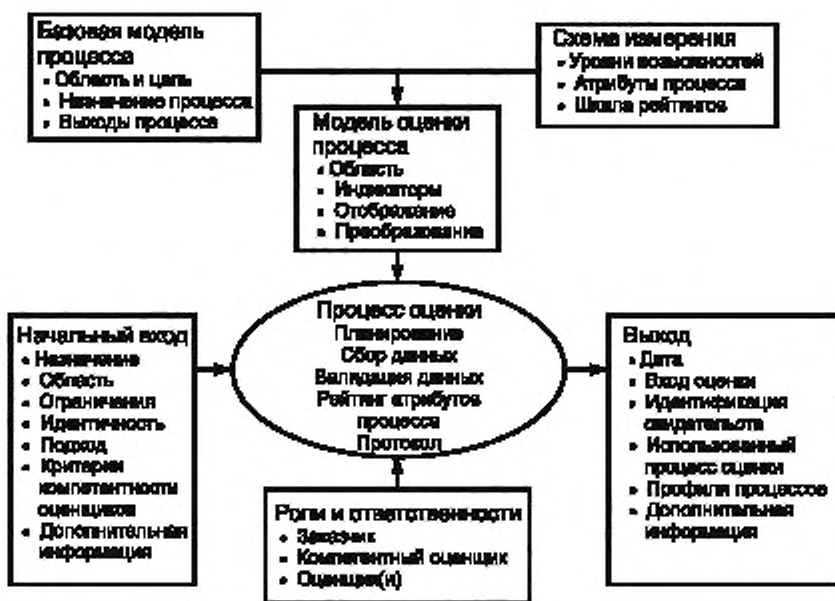 Базовая модель
процесса
• Область и цель
• Назначение процесса
• Выходы процесса
Схема измерения
• Уровни возможностей
• Атрибуты процесса
• Шкала рейтингов
Модель оценки
процесса
• Область
• Индикаторы
• Отображение
• Преобразование
Процесс оценки
Планирование
Сбор данных
Валидация данных
Рейтинг атрибутов
процесса
Протокол
Начальный вход
• Назначение
• Область
• Ограничения
• Идентичность
• Подход
• Критерии
компетентности
оценщиков
• Дополнительная
информация
Выход
• Дата
• Вход оценки
• Идентификация
свидетельств
• Использованный
процесс оценки
• Профили процессов
• Дополнительная
информация
Роли и ответственности
• Заказчик
• Компетентный оценщик
• Оценщик(и)